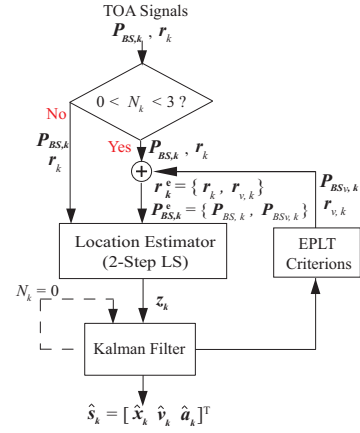 TOA Signals
P_{BS,k} , r_k
0 < N_k < 3 ?
No
Yes
P_{BS,k}
r_k
P_{BS,k} , r_k
+
r_k^e = { r_k , r_{v,k} }
P_{BS,k}^e = { P_{BS,k} , P_{BSv,k} }
P_{BSv,k}
r_{v,k}
Location Estimator
(2-Step LS)
EPLT
Criterions
N_k = 0
z_k
Kalman Filter
ŝ_k = [ x̂_k v̂_k â_k ]^T